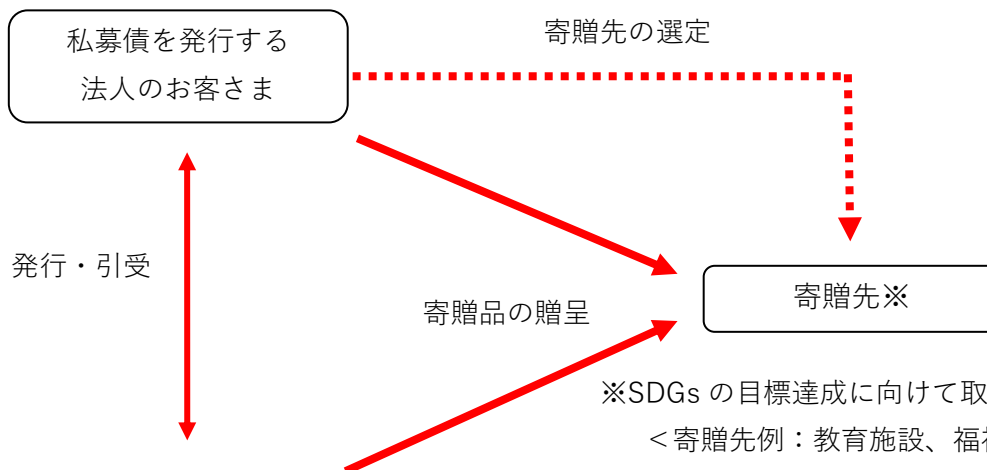 私募債を発行する
法人のお客さま
寄贈先の選定
発行・引受
寄贈先※
寄贈品の贈呈
※SDGs の目標達成に向けて取
＜寄贈先例：教育施設、福